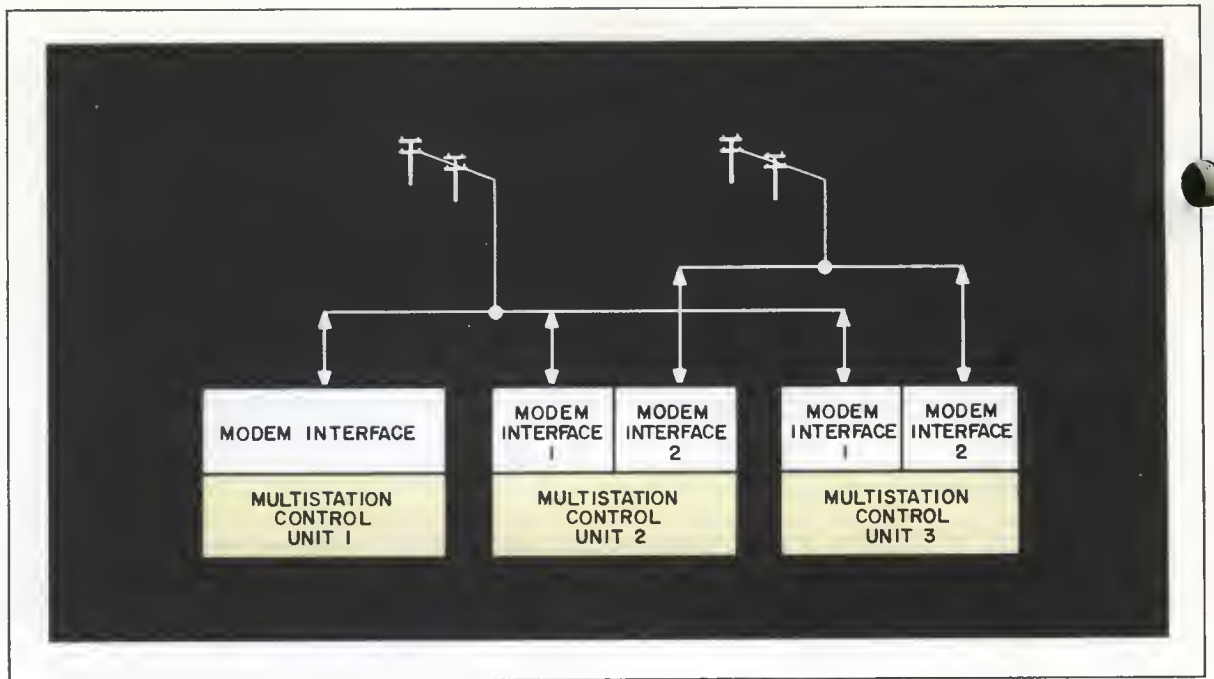 MODEM INTERFACE
MULTISTATION
CONTROL
UNIT 1
MODEM
INTERFACE
1
MODEM
INTERFACE
2
MULTISTATION
CONTROL
UNIT 2
MODEM
INTERFACE
1
MODEM
INTERFACE
2
MULTISTATION
CONTROL
UNIT 3